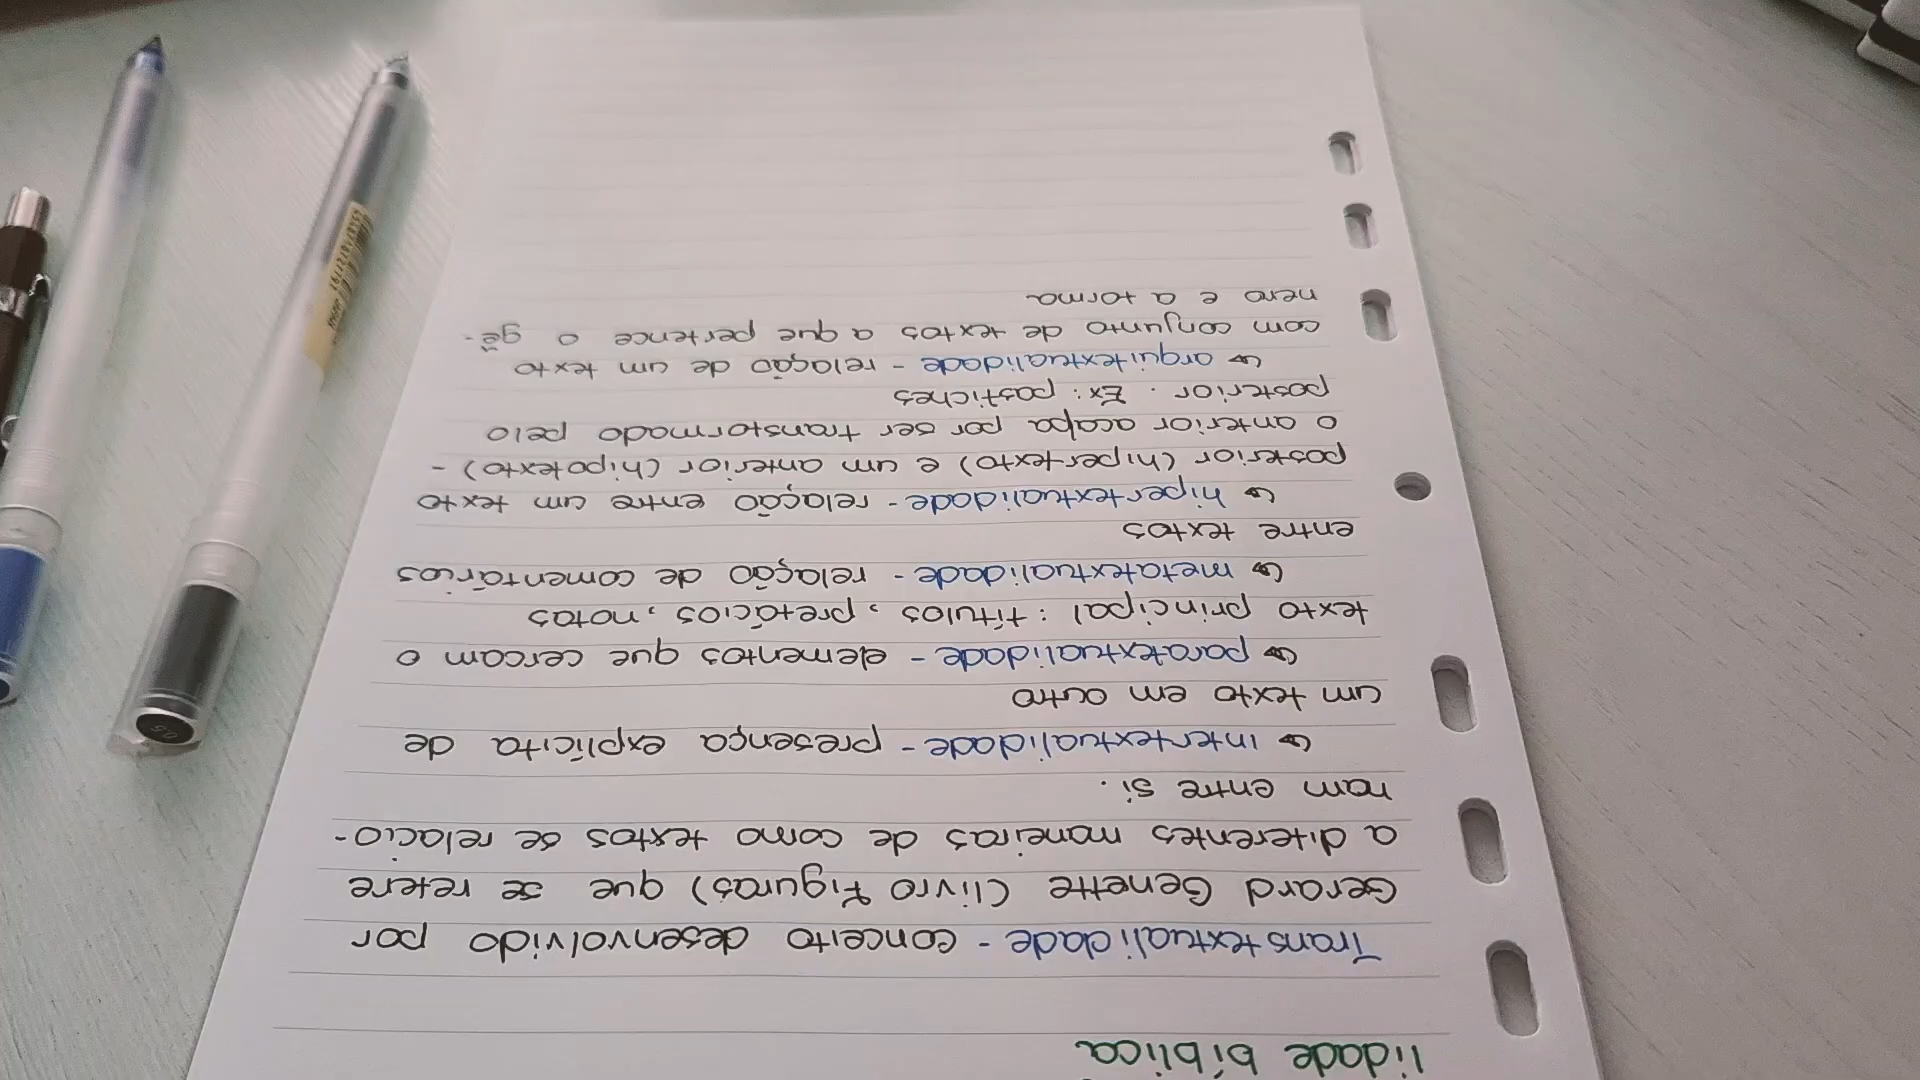 lidade bíblica
Transtextualidade - conceito desenvolvido por
Gerard Genette (livro Figuras) que se refere
a diferentes maneiras de como textos se relacio-
nam entre si.
↳ intertextualidade - presença explícita de
um texto em outro
↳ paratextualidade - elementos que cercam o
texto principal: títulos, prefácios, notas
↳ metatextualidade - relação de comentários
entre textos
↳ hipertextualidade - relação entre um texto
posterior (hipertexto) e um anterior (hipotexto) -
o anterior acapa por ser transformado pelo
posterior. Ex: pastiches
↳ arquitextualidade - relação de um texto
com conjunto de textos a que pertence o gê-
nero e a forma
0.5